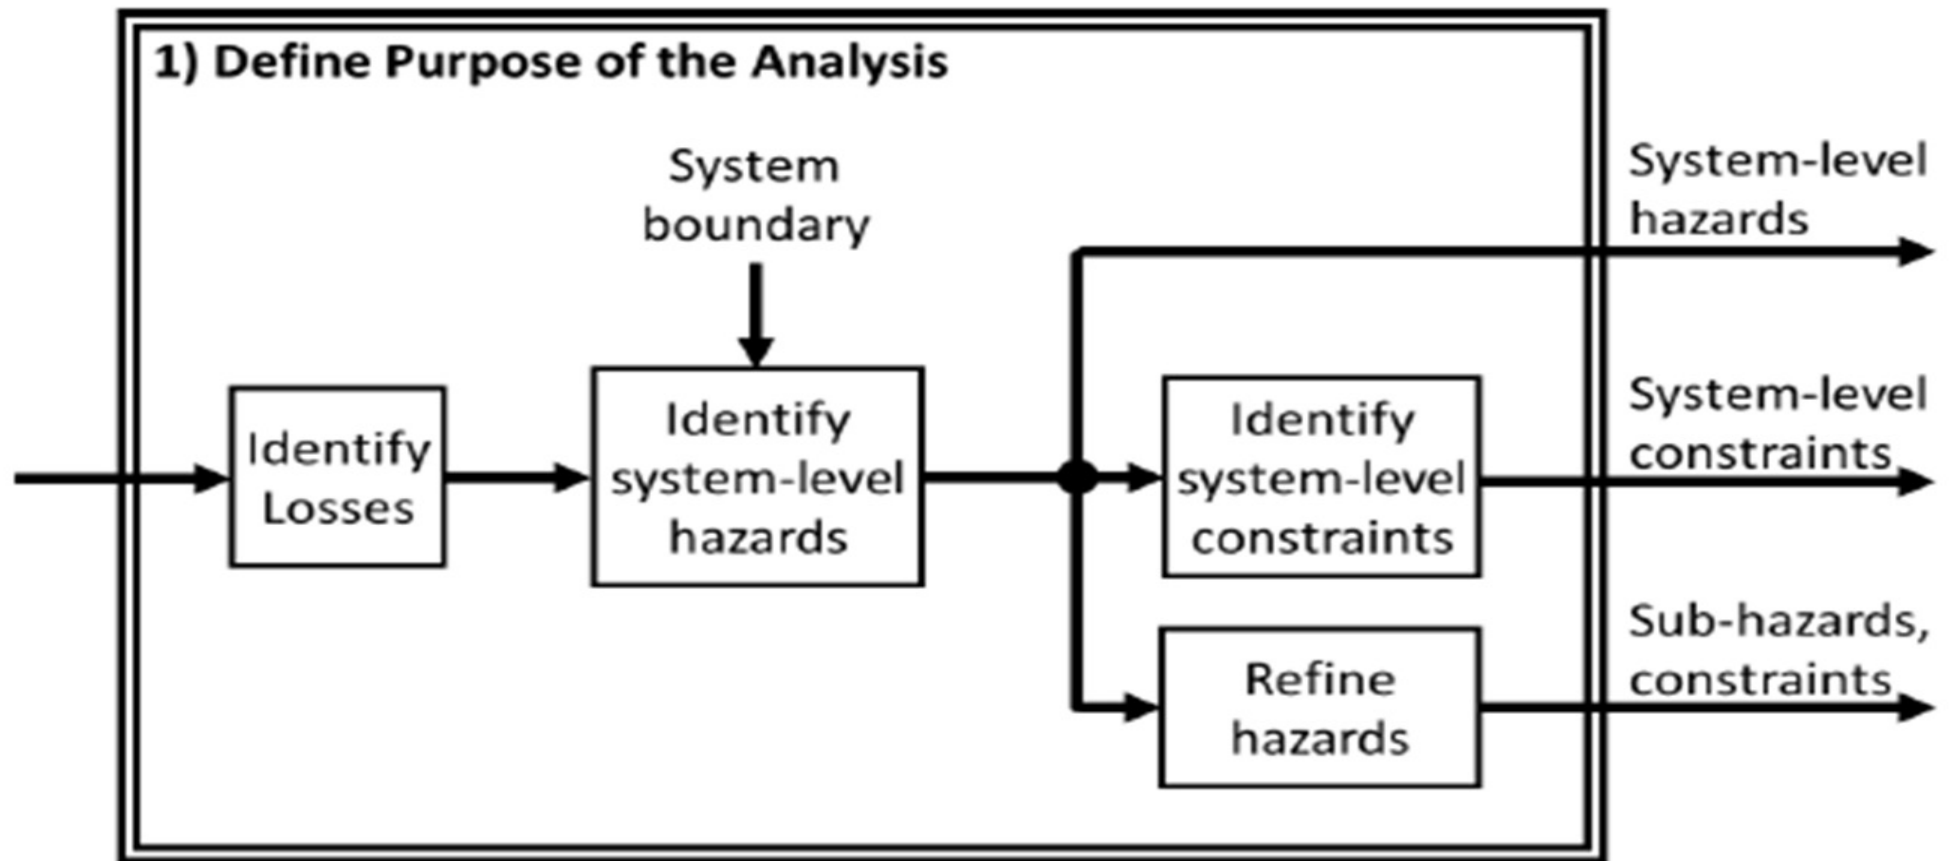 1) Define Purpose of the Analysis
System
boundary
System-level
hazards
Identify
Losses
Identify
system-level
hazards
Identify
system-level
constraints
System-level
constraints
Refine
hazards
Sub-hazards,
constraints